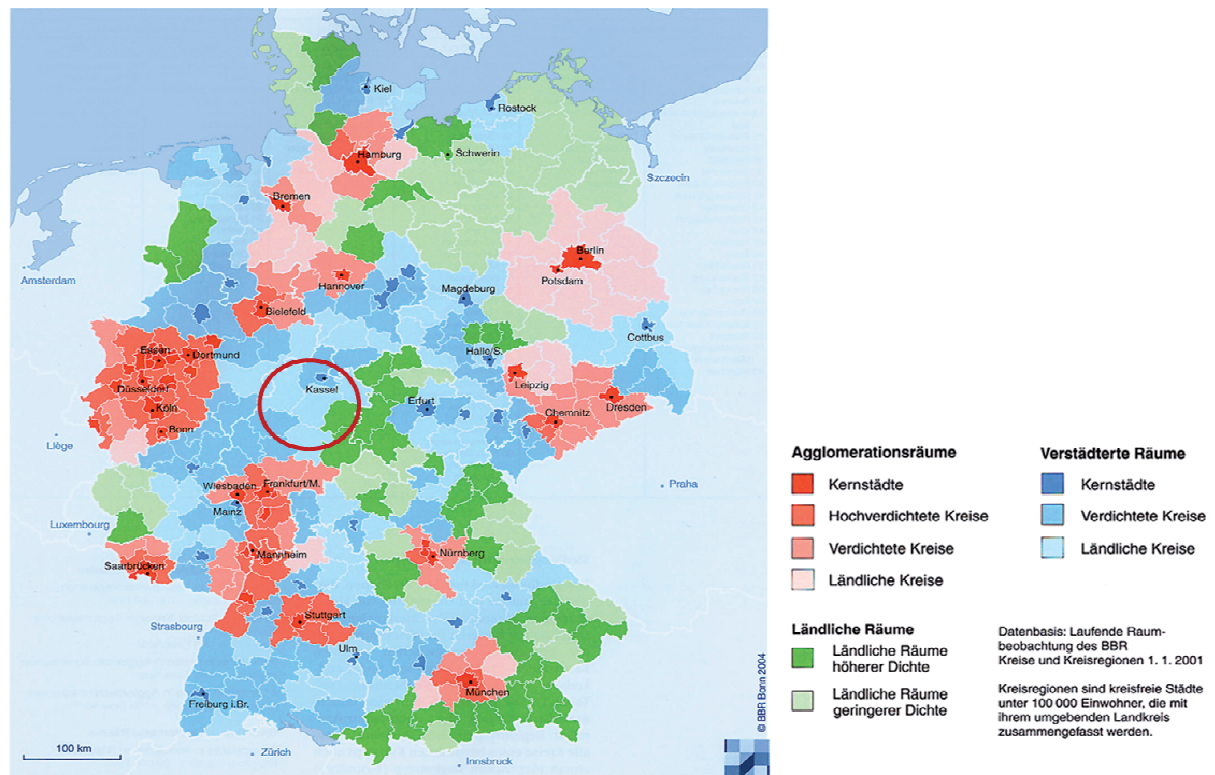 Kiel
Rostock
Hamburg
Schwerin
Szczecin
Bremen
Berlin
Potsdam
Amsterdam
Hannover
Magdeburg
Bielefeld
Cottbus
Essen
Dortmund
Halle/S.
Kassel
Leipzig
Düsseldorf
Erfurt
Köln
Chemnitz
Dresden
Bonn
Liège
Wiesbaden
Frankfurt/M.
Praha
Mainz
Luxembourg
Mannheim
Nürnberg
Saarbrücken
Stuttgart
Strasbourg
Ulm
München
Freiburg i.Br.
Zürich
Innsbruck
100 km
© BBR Bonn 2004
Agglomerationsräume
Kernstädte
Hochverdichtete Kreise
Verdichtete Kreise
Ländliche Kreise
Verstädterte Räume
Kernstädte
Verdichtete Kreise
Ländliche Kreise
Ländliche Räume
Ländliche Räume
höherer Dichte
Ländliche Räume
geringerer Dichte
Datenbasis: Laufende Raum-
beobachtung des BBR
Kreise und Kreisregionen 1. 1. 2001
Kreisregionen sind kreisfreie Städte
unter 100 000 Einwohner, die mit
ihrem umgebenden Landkreis
zusammengefasst werden.